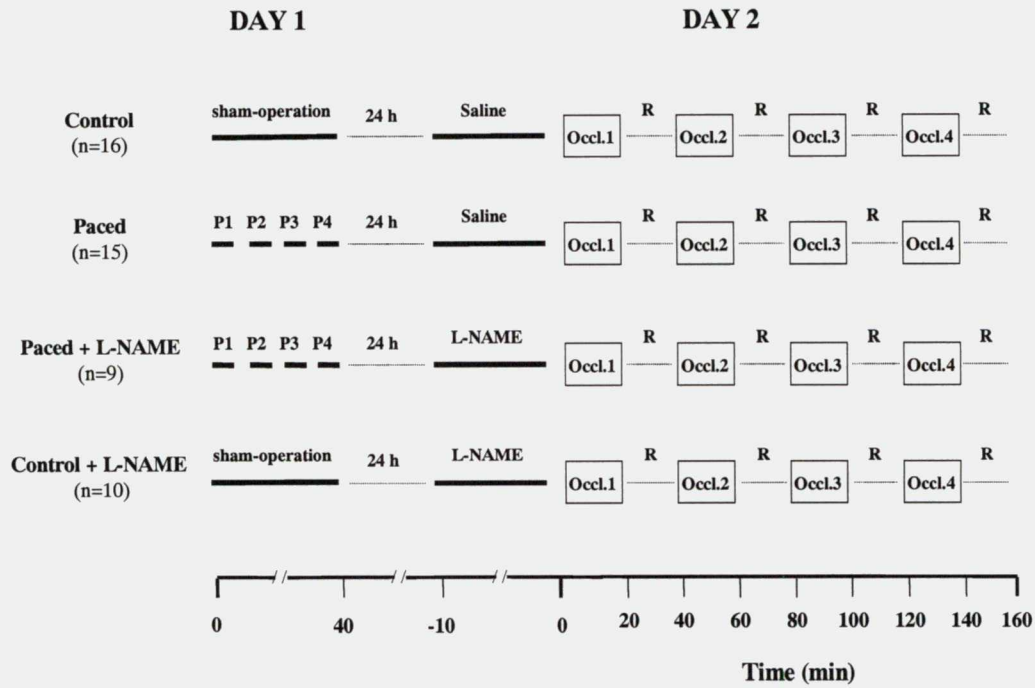 DAY 1 DAY 2
sham-operation 24 h Saline R R R R
Control
(n=16)
Occl.1 Occl.2 Occl.3 Occl.4
P1 P2 P3 P4 24 h Saline R R R R
Paced
(n=15)
Occl.1 Occl.2 Occl.3 Occl.4
P1 P2 P3 P4 24 h L-NAME R R R R
Paced + L-NAME
(n=9)
Occl.1 Occl.2 Occl.3 Occl.4
sham-operation 24 h L-NAME R R R R
Control + L-NAME
(n=10)
Occl.1 Occl.2 Occl.3 Occl.4
0 40 -10 0 20 40 60 80 100 120 140 160
Time (min)